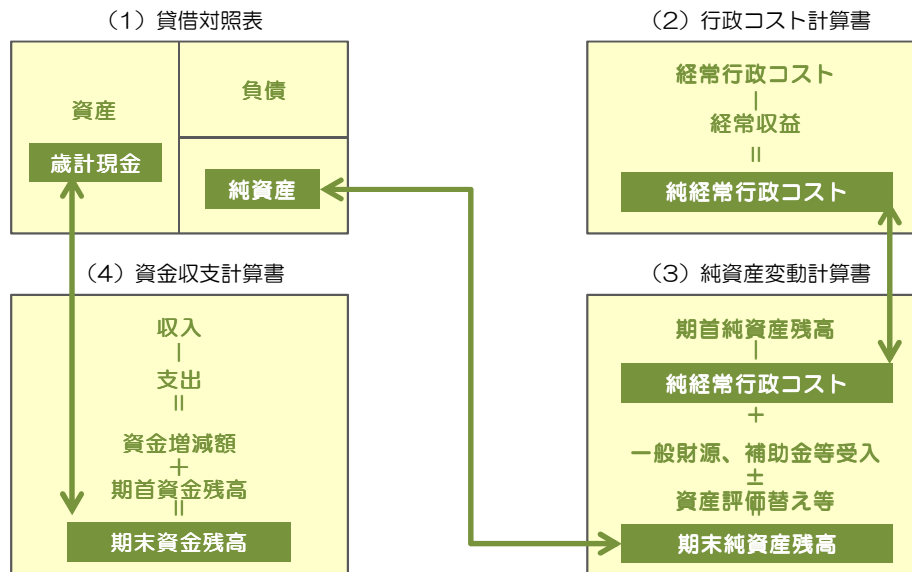 （1）貸借対照表
資産
歳計現金
負債
純資産
（2）行政コスト計算書
経常行政コスト
－
経常収益
＝
純経常行政コスト
（4）資金収支計算書
収入
－
支出
＝
資金増減額
＋
期首資金残高
＝
期末資金残高
（3）純資産変動計算書
期首純資産残高
－
純経常行政コスト
＋
一般財源、補助金等受入
±
資産評価替え等
＝
期末純資産残高